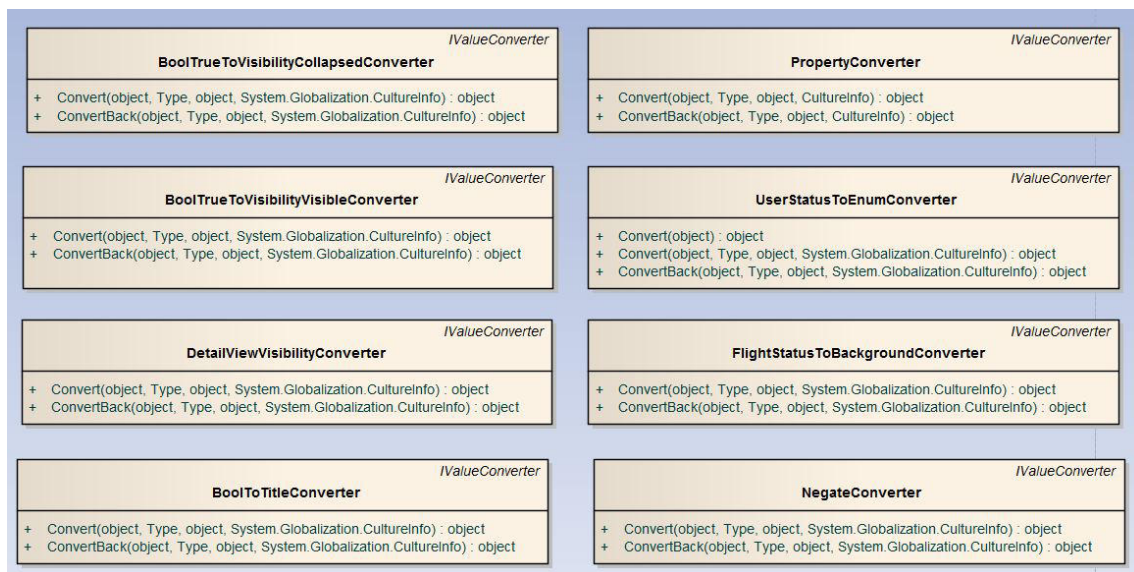 IValueConverter
BoolTrueToVisibilityCollapsedConverter
+ Convert(object, Type, object, System.Globalization.CultureInfo) : object
+ ConvertBack(object, Type, object, System.Globalization.CultureInfo) : object
IValueConverter
PropertyConverter
+ Convert(object, Type, object, CultureInfo) : object
+ ConvertBack(object, Type, object, CultureInfo) : object
IValueConverter
BoolTrueToVisibilityVisibleConverter
+ Convert(object, Type, object, System.Globalization.CultureInfo) : object
+ ConvertBack(object, Type, object, System.Globalization.CultureInfo) : object
IValueConverter
UserStatusToEnumConverter
+ Convert(object) : object
+ Convert(object, Type, object, System.Globalization.CultureInfo) : object
+ ConvertBack(object, Type, object, System.Globalization.CultureInfo) : object
IValueConverter
DetailViewVisibilityConverter
+ Convert(object, Type, object, System.Globalization.CultureInfo) : object
+ ConvertBack(object, Type, object, System.Globalization.CultureInfo) : object
IValueConverter
FlightStatusToBackgroundConverter
+ Convert(object, Type, object, System.Globalization.CultureInfo) : object
+ ConvertBack(object, Type, object, System.Globalization.CultureInfo) : object
IValueConverter
BoolToTitleConverter
+ Convert(object, Type, object, System.Globalization.CultureInfo) : object
+ ConvertBack(object, Type, object, System.Globalization.CultureInfo) : object
IValueConverter
NegateConverter
+ Convert(object, Type, object, System.Globalization.CultureInfo) : object
+ ConvertBack(object, Type, object, System.Globalization.CultureInfo) : object